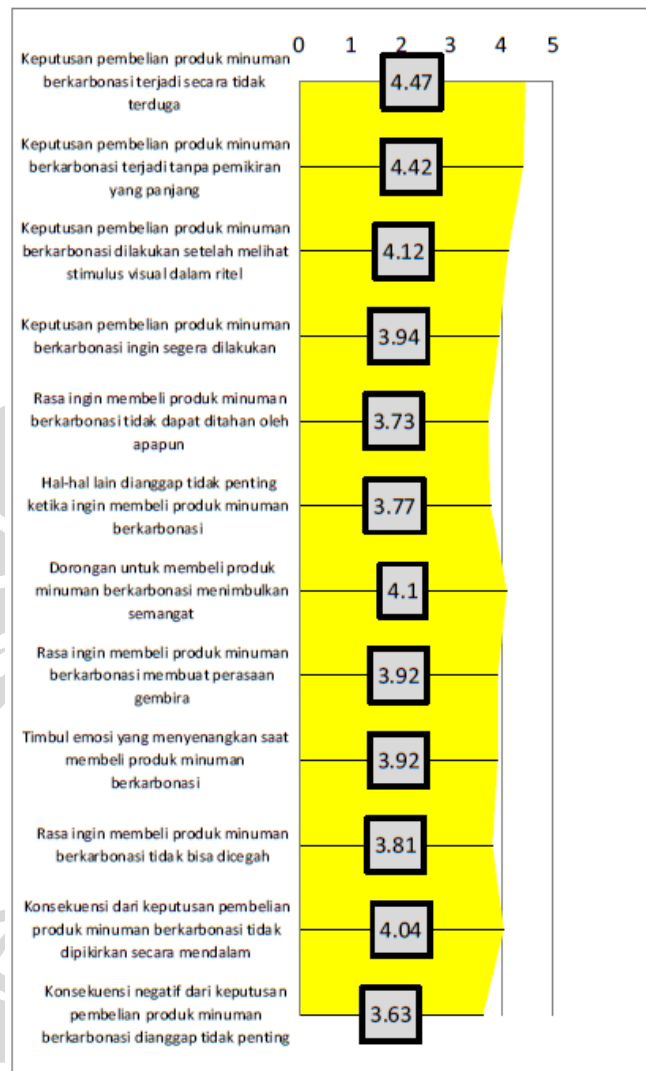 0 1 2 3 4 5
Keputusan pembelian produk minuman
berkarbonasi terjadi secara tidak
terduga
4.47
Keputusan pembelian produk minuman
berkarbonasi terjadi tanpa pemikiran
yang panjang
4.42
Keputusan pembelian produk minuman
berkarbonasi dilakukan setelah melihat
stimulus visual dalam ritel
4.12
Keputusan pembelian produk minuman
berkarbonasi ingin segera dilakukan
3.94
Rasa ingin membeli produk minuman
berkarbonasi tidak dapat ditahan oleh
apapun
3.73
Hal-hal lain dianggap tidak penting
ketika ingin membeli produk minuman
berkarbonasi
3.77
Dorongan untuk membeli produk
minuman berkarbonasi menimbulkan
semangat
4.1
Rasa ingin membeli produk minuman
berkarbonasi membuat perasaan
gembira
3.92
Timbul emosi yang menyenangkan saat
membeli produk minuman
berkarbonasi
3.92
Rasa ingin membeli produk minuman
berkarbonasi tidak bisa dicegah
3.81
Konsekuensi dari keputusan pembelian
produk minuman berkarbonasi tidak
dipikirkan secara mendalam
4.04
Konsekuensi negatif dari keputusan
pembelian produk minuman
berkarbonasi dianggap tidak penting
3.63